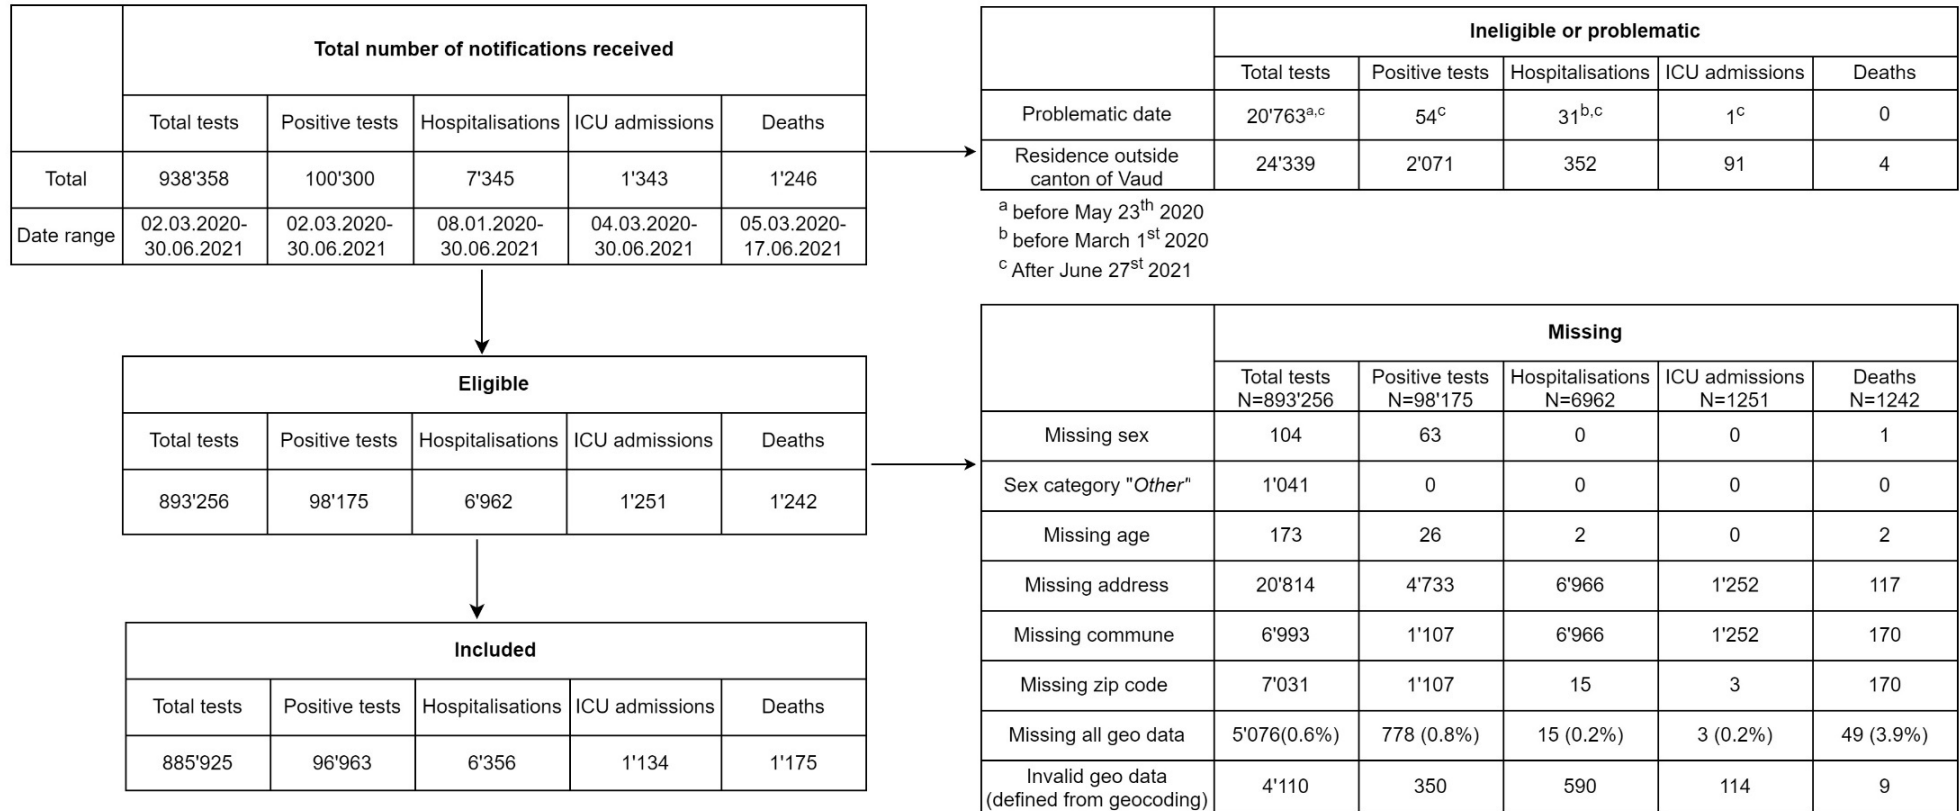 Total number of notifications received
Total tests Positive tests Hospitalisations ICU admissions Deaths
Total 938'358 100'300 7'345 1'343 1'246
Date range 02.03.2020- 02.03.2020- 08.01.2020- 04.03.2020- 05.03.2020-
30.06.2021 30.06.2021 30.06.2021 30.06.2021 17.06.2021
Ineligible or problematic
Total tests Positive tests Hospitalisations ICU admissions Deaths
Problematic date 20'763a,c 54c 31b,c 1c 0
Residence outside
canton of Vaud 24'339 2'071 352 91 4
a before May 23th 2020
b before March 1st 2020
c After June 27st 2021
Eligible
Total tests Positive tests Hospitalisations ICU admissions Deaths
893'256 98'175 6'962 1'251 1'242
Missing
Total tests Positive tests Hospitalisations ICU admissions Deaths
N=893'256 N=98'175 N=6962 N=1251 N=1242
Missing sex 104 63 0 0 1
Sex category "Other" 1'041 0 0 0 0
Missing age 173 26 2 0 2
Missing address 20'814 4'733 6'966 1'252 117
Missing commune 6'993 1'107 6'966 1'252 170
Missing zip code 7'031 1'107 15 3 170
Missing all geo data 5'076(0.6%) 778 (0.8%) 15 (0.2%) 3 (0.2%) 49 (3.9%)
Invalid geo data
(defined from geocoding) 4'110 350 590 114 9
Included
Total tests Positive tests Hospitalisations ICU admissions Deaths
885'925 96'963 6'356 1'134 1'175